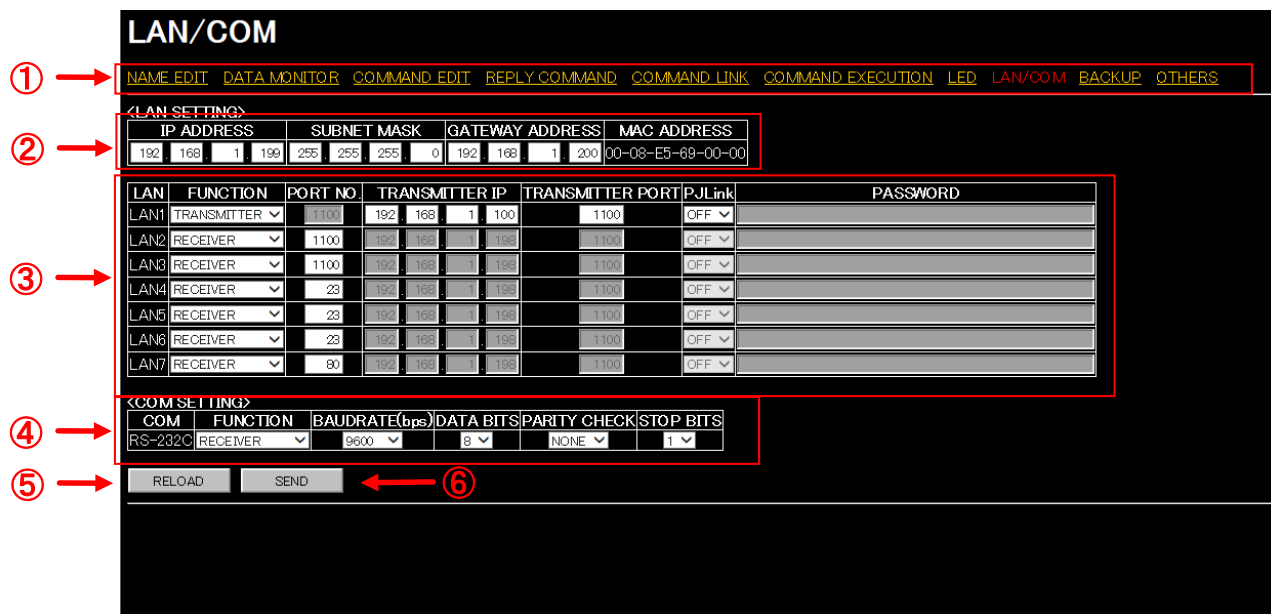 LAN/COM
① NAME EDIT DATA MONITOR COMMAND EDIT REPLY COMMAND COMMAND LINK COMMAND EXECUTION LED LAN/COM BACKUP OTHERS
<LAN SETTING>
IP ADDRESS SUBNET MASK GATEWAY ADDRESS MAC ADDRESS
② 192 . 168 . 1 . 199 255 . 255 . 255 . 0 192 . 168 . 1 . 200 00-08-E5-69-00-00
LAN FUNCTION PORT NO. TRANSMITTER IP TRANSMITTER PORT PJLink PASSWORD
LAN1 TRANSMITTER 1100 192 . 168 . 1 . 100 1100 OFF
LAN2 RECEIVER 1100 192 . 168 . 1 . 198 1100 OFF
LAN3 RECEIVER 1100 192 . 168 . 1 . 198 1100 OFF
③ LAN4 RECEIVER 23 192 . 168 . 1 . 198 1100 OFF
LAN5 RECEIVER 23 192 . 168 . 1 . 198 1100 OFF
LAN6 RECEIVER 23 192 . 168 . 1 . 198 1100 OFF
LAN7 RECEIVER 80 192 . 168 . 1 . 198 1100 OFF
<COM SETTING>
COM FUNCTION BAUDRATE(bps) DATA BITS PARITY CHECK STOP BITS
④ RS-232C RECEIVER 9600 8 NONE 1
⑤ RELOAD SEND ⑥